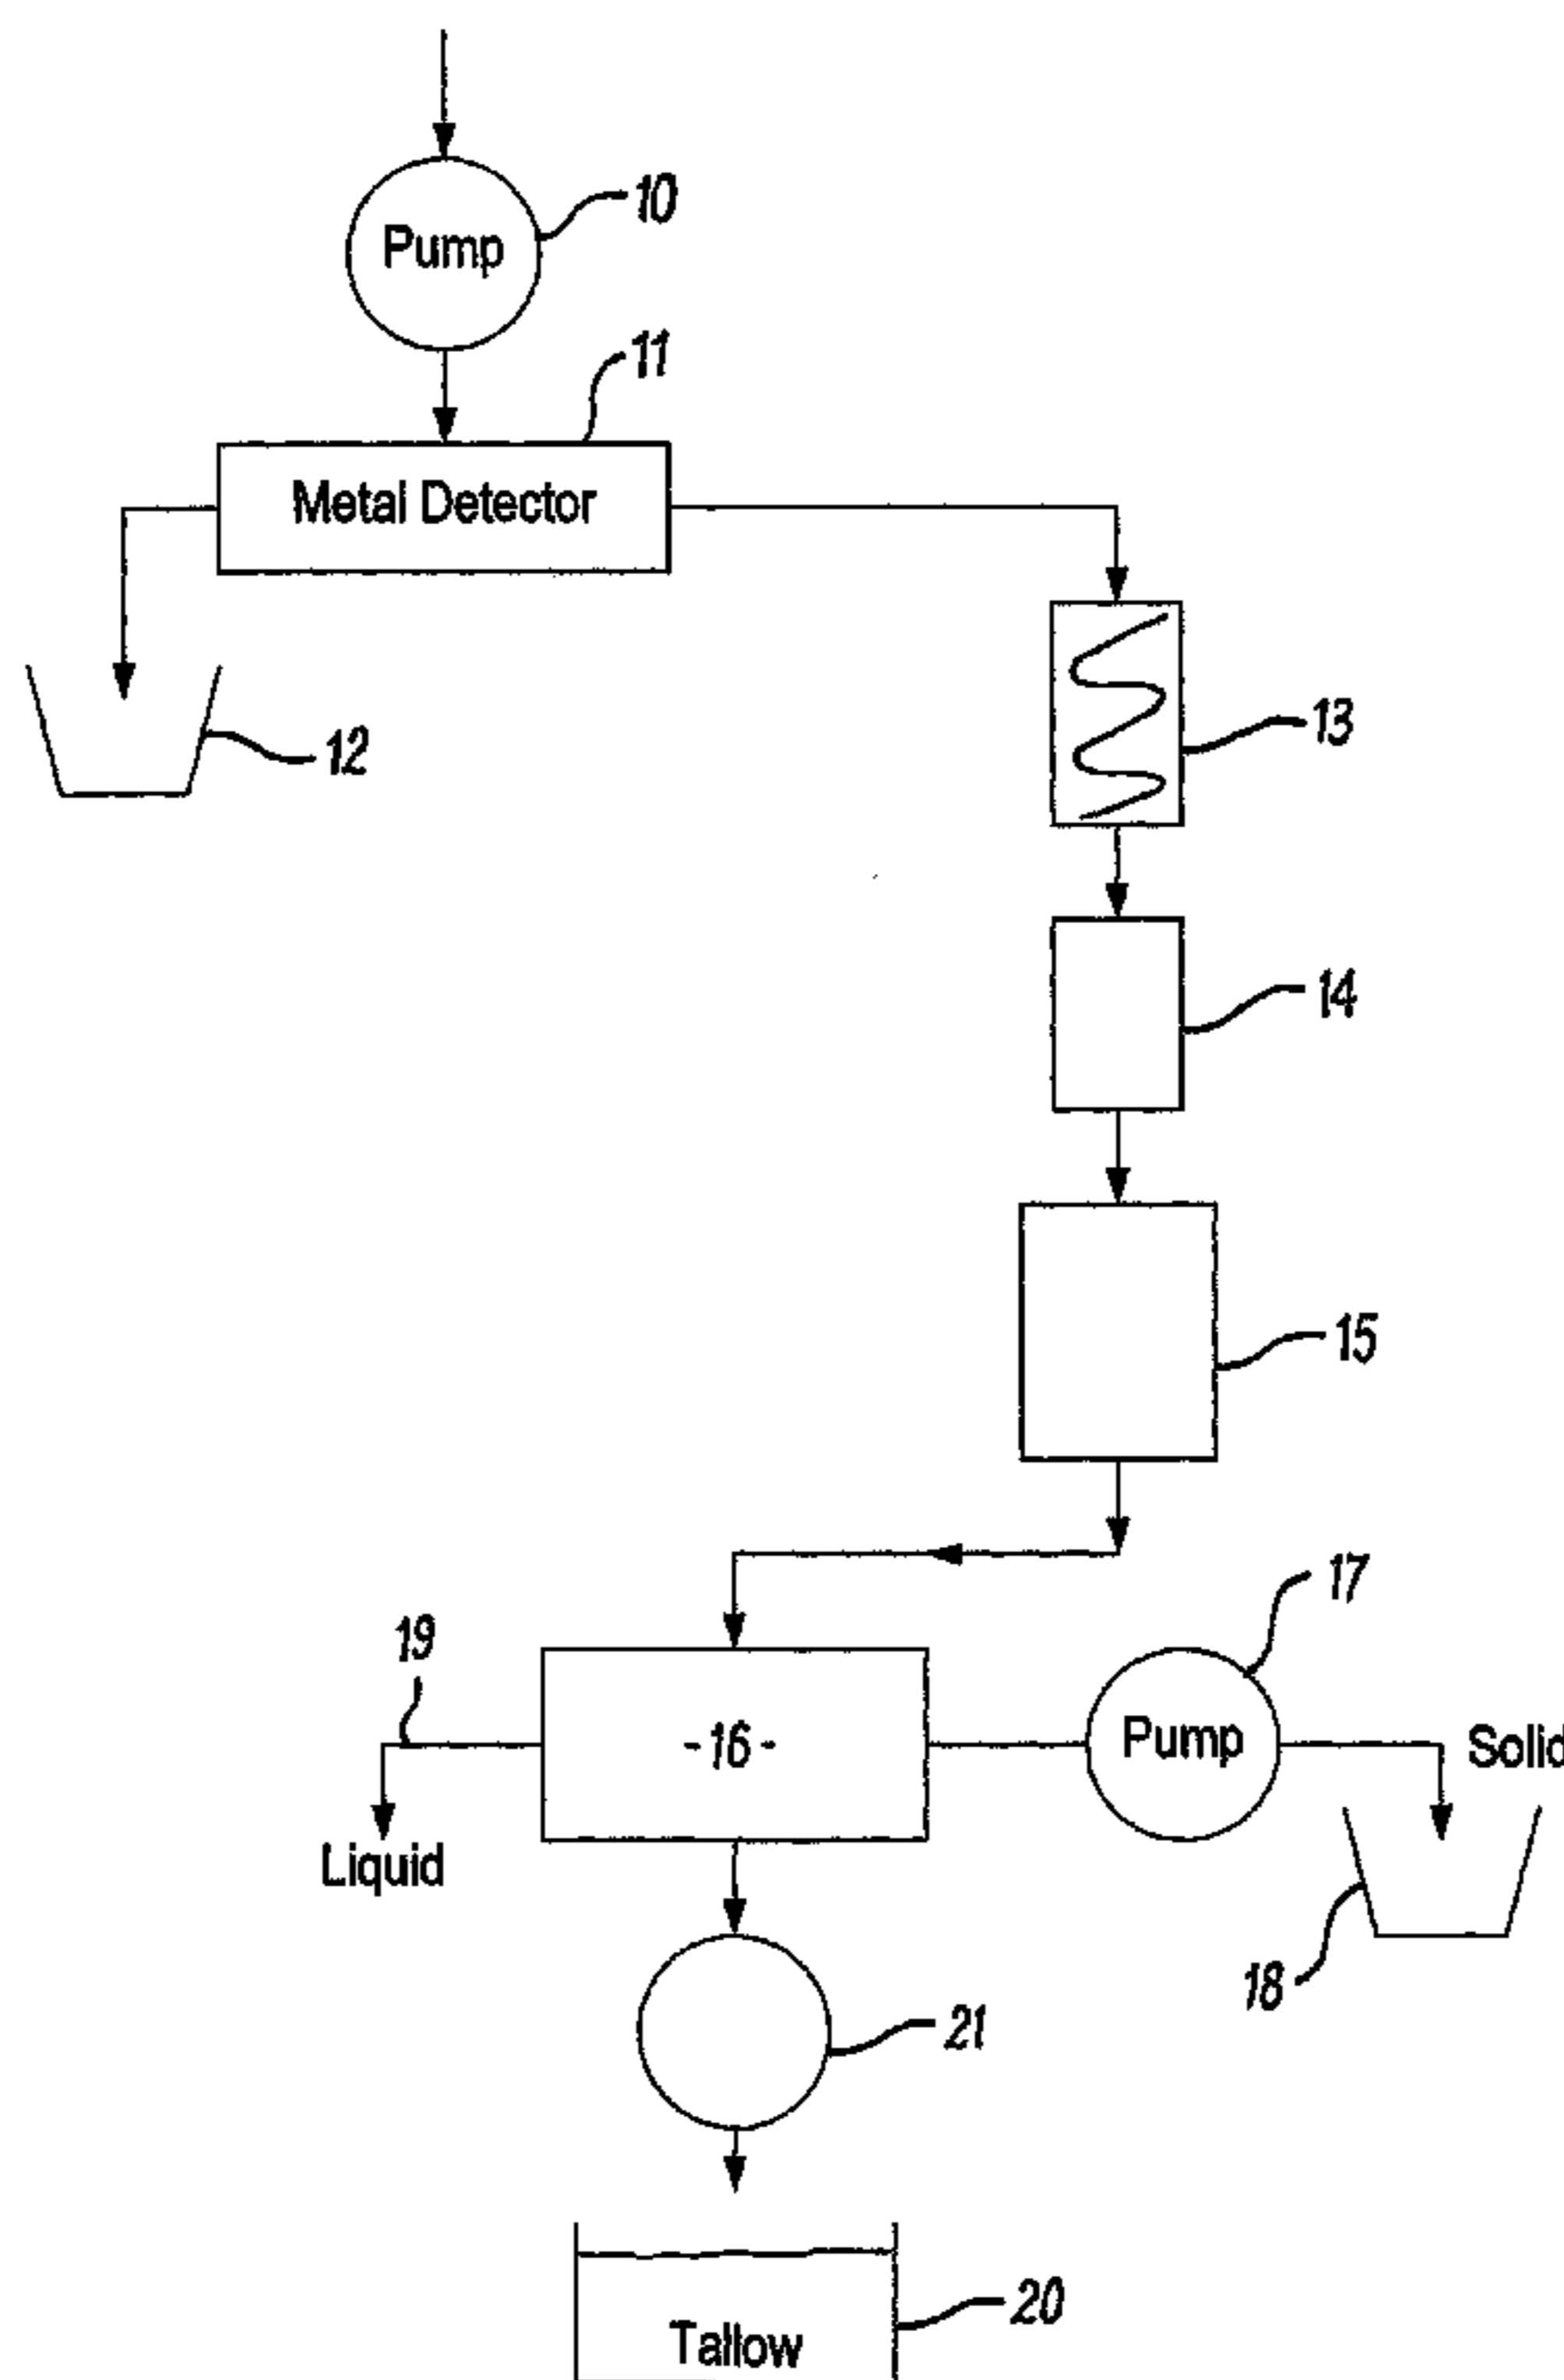 Pump
10
11
Metal Detector
12
13
14
15
17
19
-16-
Pump
Solid
Liquid
18
21
20
Tallow